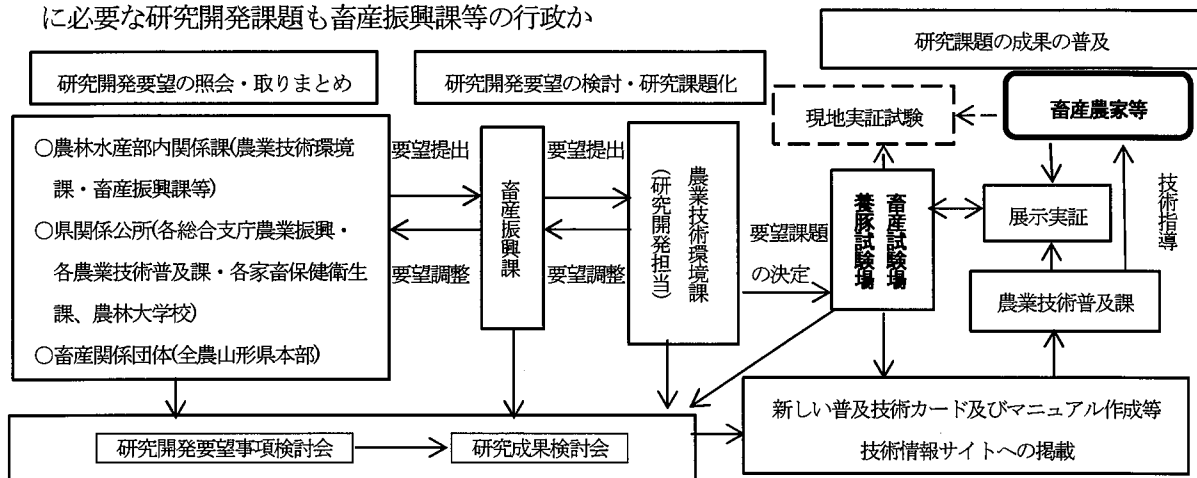 に必要な研究開発課題も畜産振興課等の行政か
研究課題の成果の普及
研究開発要望の照会・取りまとめ
研究開発要望の検討・研究課題化
○農林水産部内関係課(農業技術環境
課・畜産振興課等)
○県関係公所(各総合支庁農業振興・
各農業技術普及課・各家畜保健衛生
課、農林大学校)
○畜産関係団体(全農山形県本部)
要望提出
要望調整
畜産振興課
要望提出
要望調整
農業技術環境課
(研究開発担当)
要望課題
の決定
現地実証試験
畜産農家等
畜産試験場
養豚試験場
展示実証
技術指導
農業技術普及課
新しい普及技術カード及びマニュアル作成等
技術情報サイトへの掲載
研究開発要望事項検討会
研究成果検討会